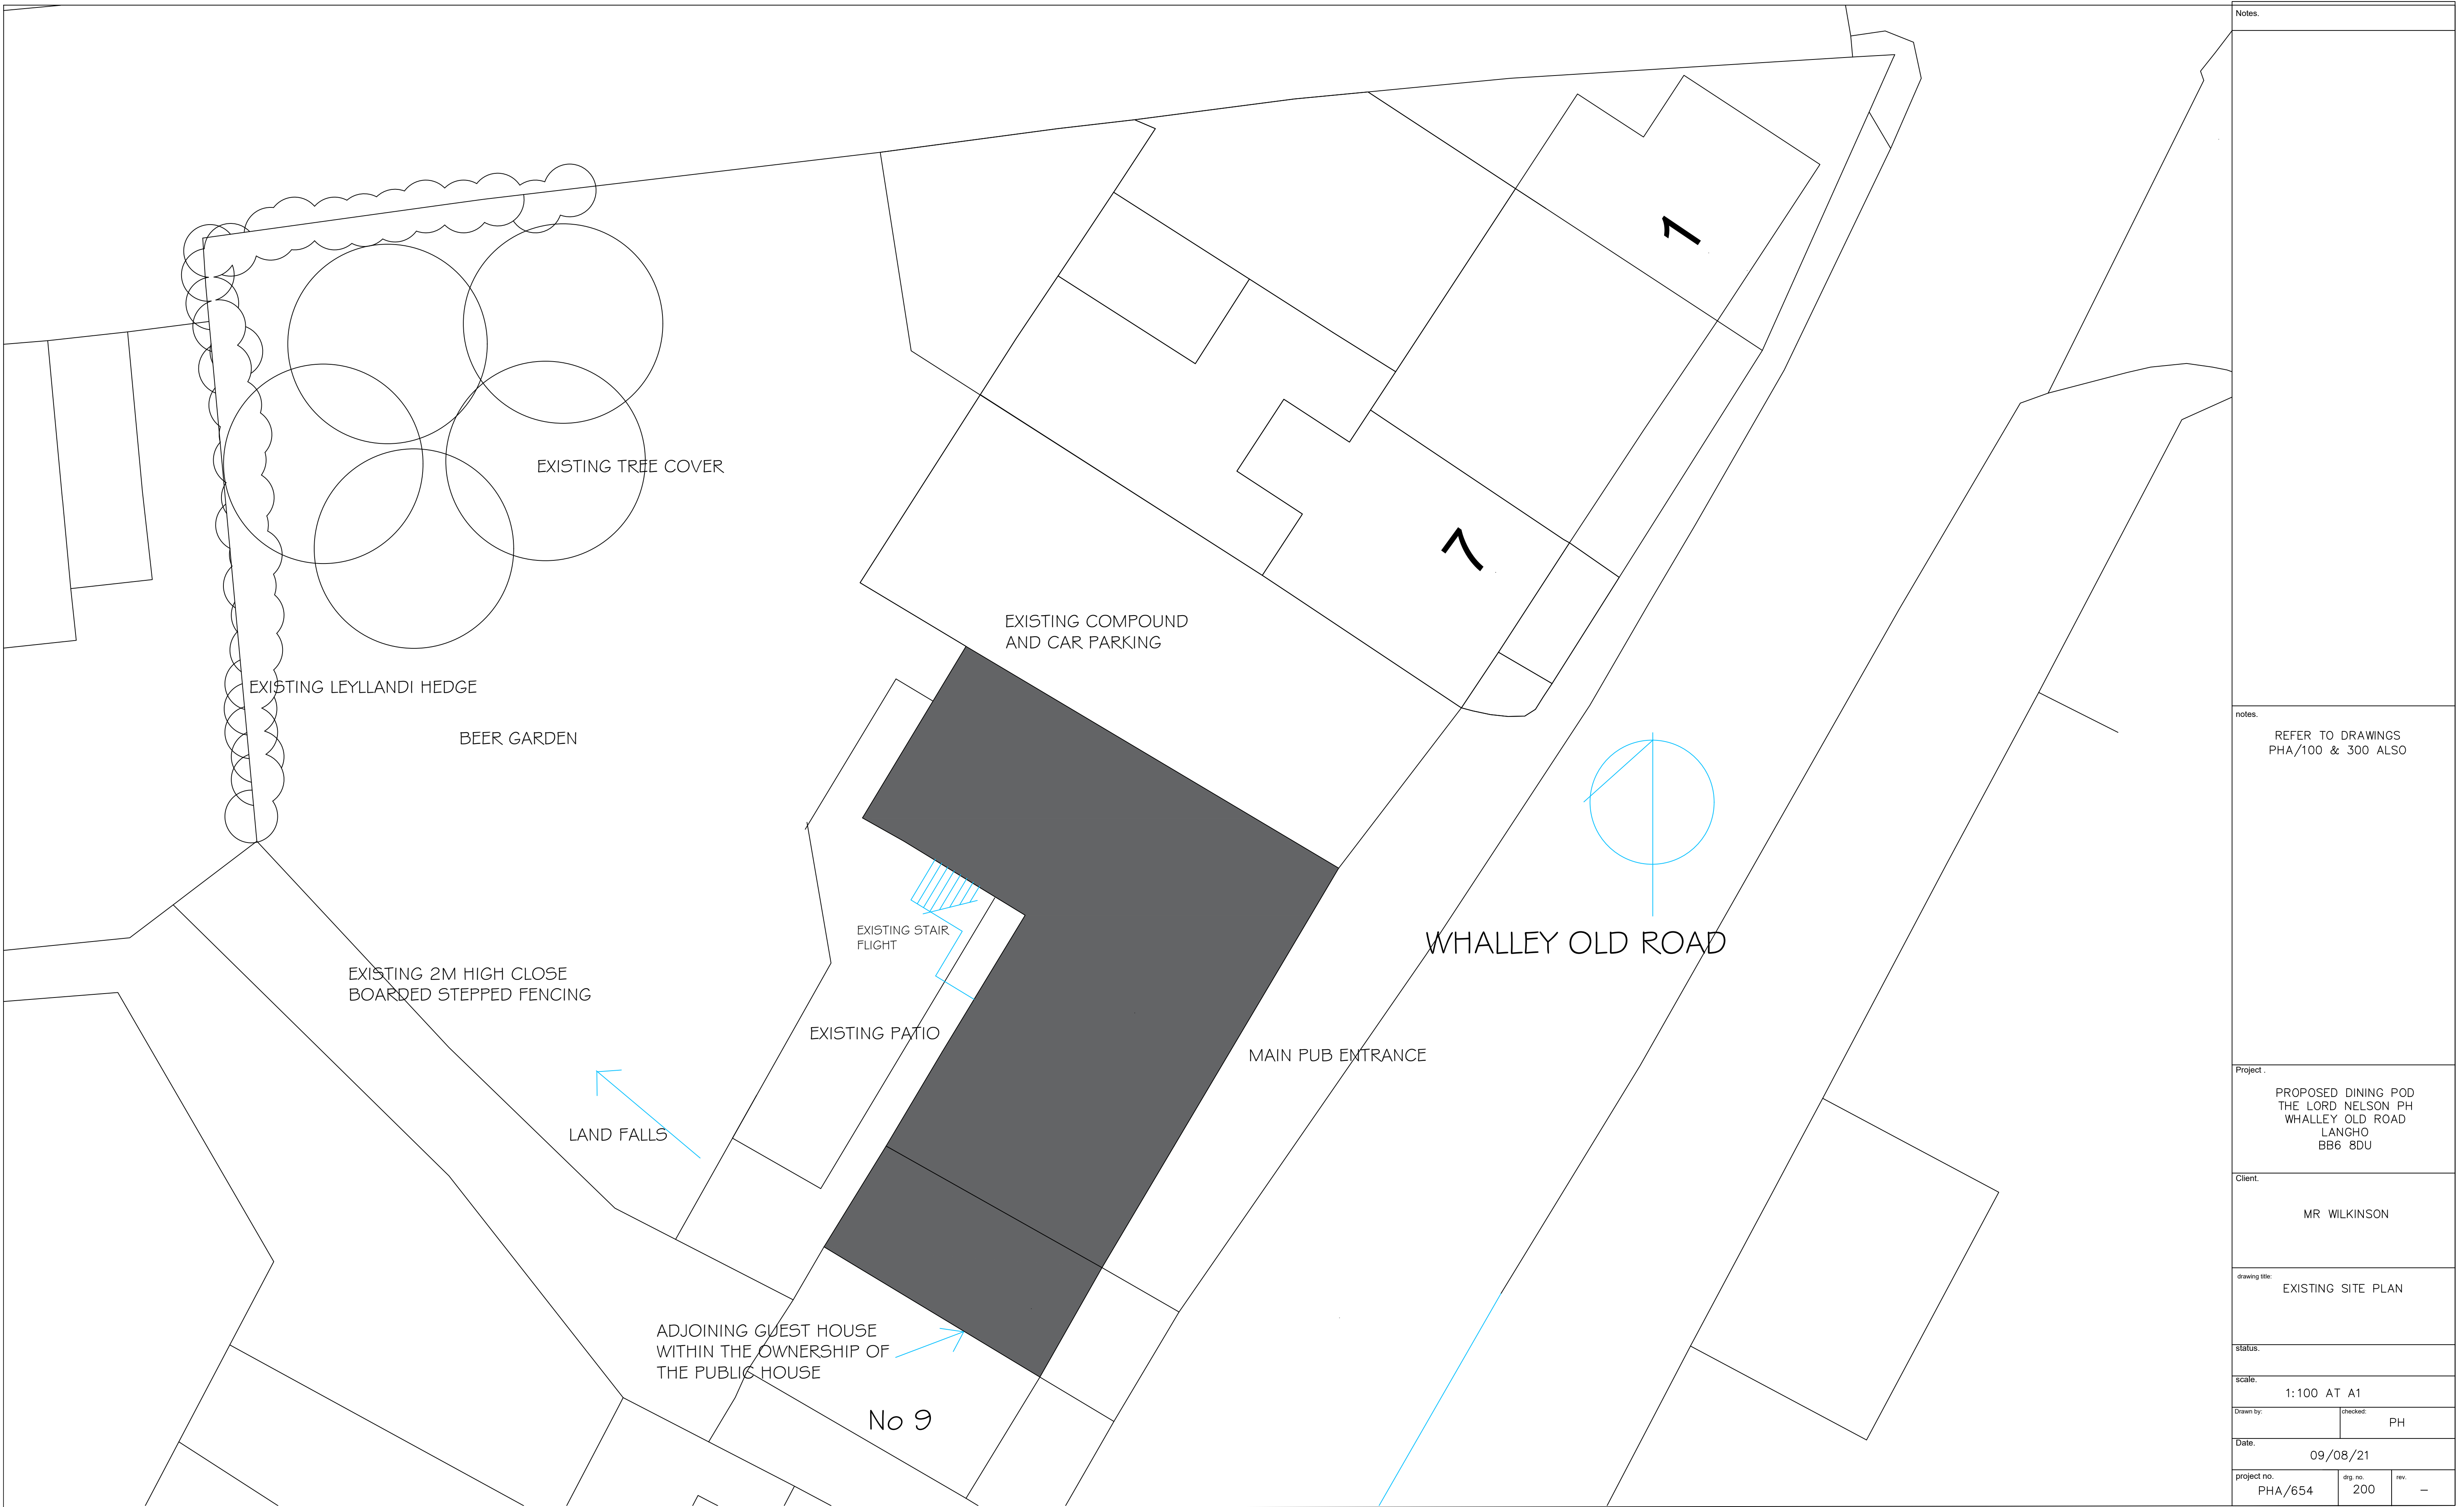 1
7
EXISTING TREE COVER
EXISTING COMPOUND
AND CAR PARKING
EXISTING LEYLLANDI HEDGE
BEER GARDEN
EXISTING STAIR
FLIGHT
WHALLEY OLD ROAD
EXISTING 2M HIGH CLOSE
BOARDED STEPPED FENCING
EXISTING PATIO
MAIN PUB ENTRANCE
LAND FALLS
ADJOINING GUEST HOUSE
WITHIN THE OWNERSHIP OF
THE PUBLIC HOUSE
No 9
Notes.
notes.
REFER TO DRAWINGS
PHA/100 & 300 ALSO
Project .
PROPOSED DINING POD
THE LORD NELSON PH
WHALLEY OLD ROAD
LANGHO
BB6 8DU
Client.
MR WILKINSON
drawing title:
EXISTING SITE PLAN
status.
scale.
1:100 AT A1
Drawn by:
checked:
PH
Date.
09/08/21
project no.
PHA/654
drg. no.
200
rev.
–